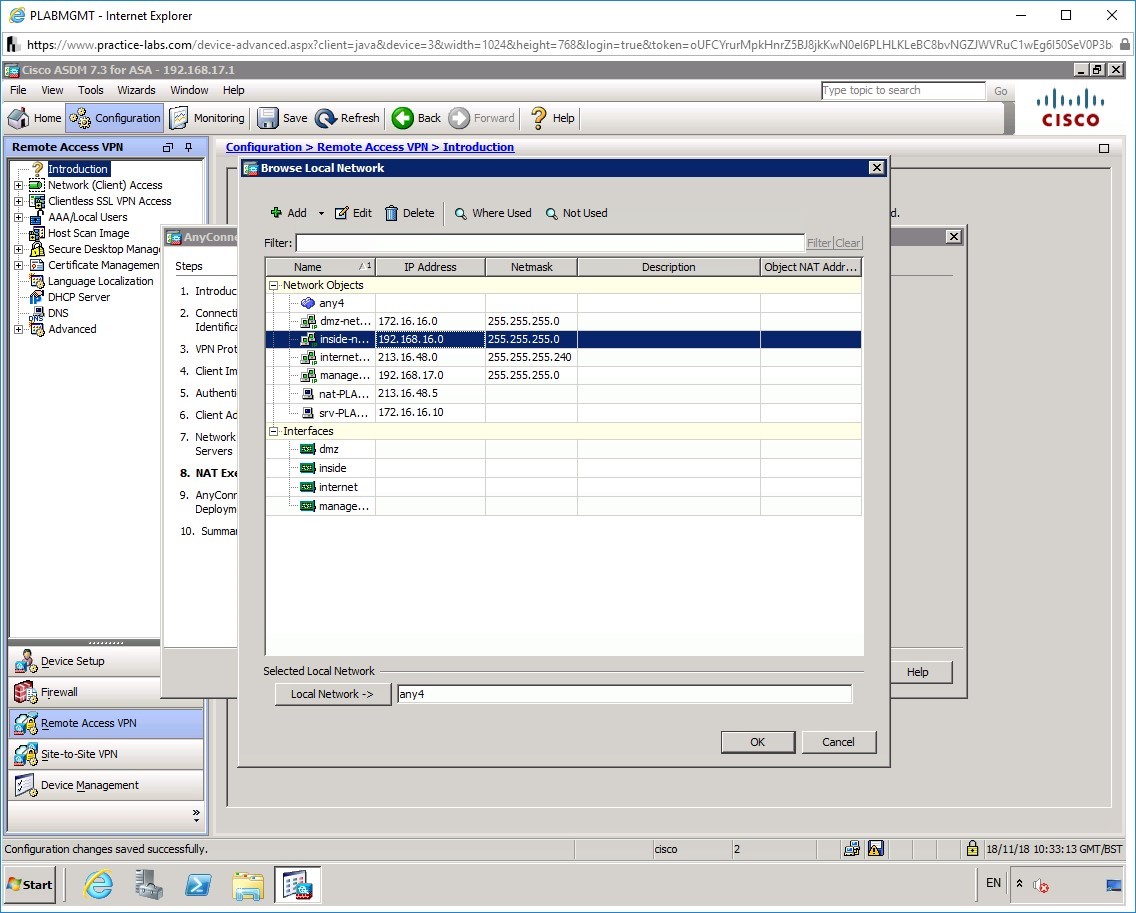 PLABMGMT - Internet Explorer
https://www.practice-labs.com/device-advanced.aspx?client=java&device=3&width=1024&height=768&login=true&token=oUFCYrurMpkHnrZ5BJ8jkKwN0eI6PLHLKLeBC8bvNGZJWVRuC1wEg6I50SeV0P3b
Cisco ASDM 7.3 for ASA - 192.168.17.1
File View Tools Wizards Window Help
Type topic to search Go
Home Configuration Monitoring Save Refresh Back Forward Help
CISCO
Remote Access VPN
Configuration > Remote Access VPN > Introduction
Introduction
Network (Client) Access
Clientless SSL VPN Access
AAA/Local Users
Host Scan Image
Secure Desktop Manag
Certificate Managemen
Language Localization
DHCP Server
DNS
Advanced
Device Setup
Firewall
Remote Access VPN
Site-to-Site VPN
Device Management
AnyConne
Steps
1. Introduc
2. Connecti
Identifica
3. VPN Prot
4. Client Im
5. Authenti
6. Client Ad
7. Network
Servers
8. NAT Exe
9. AnyConn
Deploym
10. Summar
d.
Help
Browse Local Network
Add Edit Delete Where Used Not Used
Filter: Filter Clear
Name 1 IP Address Netmask Description Object NAT Addr...
Network Objects
any4
dmz-net... 172.16.16.0 255.255.255.0
inside-n... 192.168.16.0 255.255.255.0
internet... 213.16.48.0 255.255.255.240
manage... 192.168.17.0 255.255.255.0
nat-PLA... 213.16.48.5
srv-PLA... 172.16.16.10
Interfaces
dmz
inside
internet
manage...
Selected Local Network
Local Network -> any4
OK Cancel
Configuration changes saved successfully. cisco 2 18/11/18 10:33:13 GMT/BST
Start EN